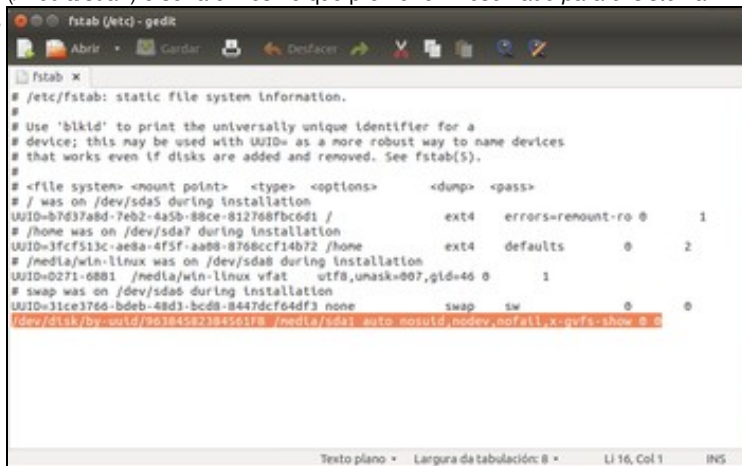 fstab (/etc) - gedit
Abrir Gardar Desfacer
fstab ×
# /etc/fstab: static file system information.
#
# Use 'blkid' to print the universally unique identifier for a
# device; this may be used with UUID= as a more robust way to name devices
# that works even if disks are added and removed. See fstab(5).
#
# <file system> <mount point> <type> <options> <dump> <pass>
# / was on /dev/sda5 during installation
UUID=b7d37a8d-7eb2-4a5b-88ce-812768fbc6d1 / ext4 errors=remount-ro 0 1
# /home was on /dev/sda7 during installation
UUID=3fcf513c-ae8a-4f5f-aa08-8768ccf14b72 /home ext4 defaults 0 2
# /media/win-linux was on /dev/sda8 during installation
UUID=0271-6881 /media/win-linux vfat utf8,umask=007,gid=46 0 1
# swap was on /dev/sda6 during installation
UUID=31ce3766-bdeb-48d3-bcd8-8447dcf64df3 none swap sw 0 0
/dev/disk/by-uuid/96384582384561FB /media/sda1 auto nosuid,nodev,nofail,x-gvfs-show 0 0
Texto plano Largura da tabulación: 8 Li 16, Col 1 INS